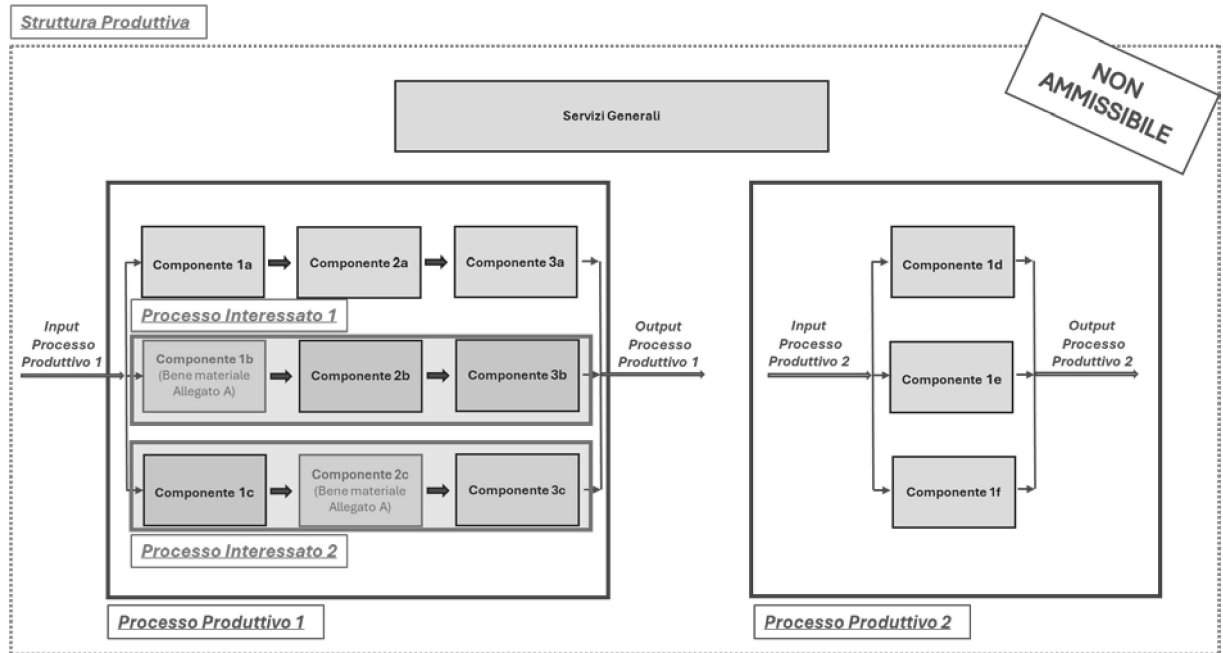 Struttura Produttiva
NON
AMMISSIBILE
Servizi Generali
Componente 1a
Componente 2a
Componente 3a
Processo Interessato 1
Input
Processo
Produttivo 1
Componente 1b
(Bene materiale
Allegato A)
Componente 2b
Componente 3b
Output
Processo
Produttivo 1
Componente 1c
Componente 2c
(Bene materiale
Allegato A)
Componente 3c
Processo Interessato 2
Processo Produttivo 1
Componente 1d
Input
Processo
Produttivo 2
Componente 1e
Output
Processo
Produttivo 2
Componente 1f
Processo Produttivo 2